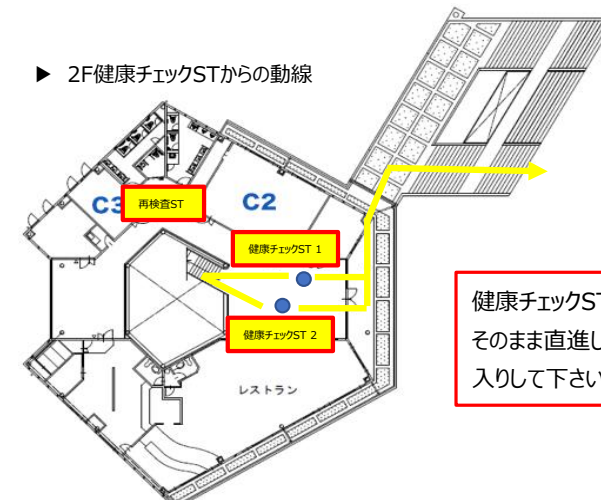 ▶ 2F健康チェックSTからの動線
C3
再検査ST
C2
健康チェックST 1
健康チェックST 2
レストラン
健康チェックST
そのまま直進し
入りして下さい